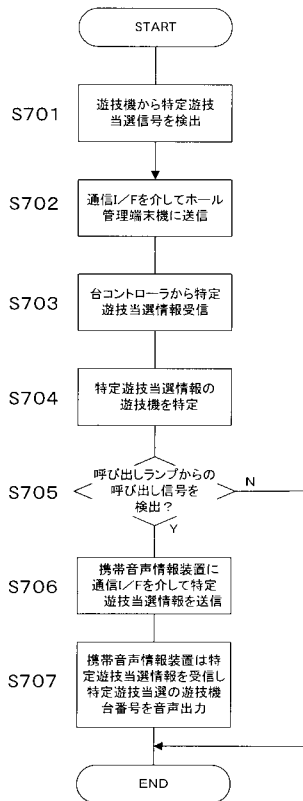 START
S701
遊技機から特定遊技
当選信号を検出
S702
通信I/Fを介してホール
管理端末機に送信
S703
台コントローラから特定
遊技当選情報受信
S704
特定遊技当選情報の
遊技機を特定
S705
呼び出しランプからの
呼び出し信号を
検出?
N
Y
S706
携帯音声情報装置に
通信I/Fを介して特定
遊技当選情報を送信
S707
携帯音声情報装置は特
定遊技当選情報を受信し
特定遊技当選の遊技機
台番号を音声出力
END